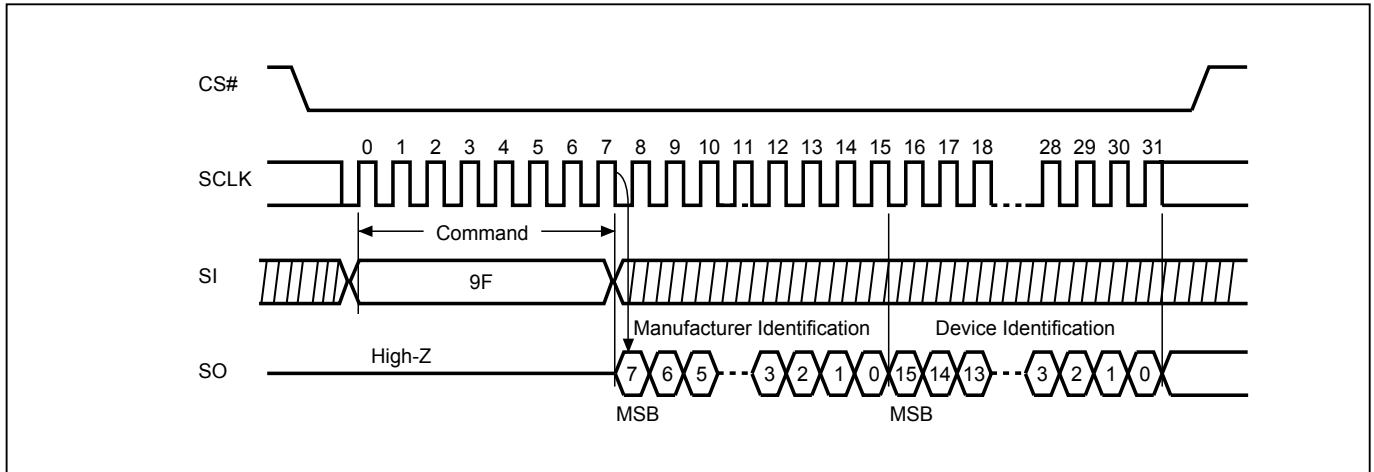 CS#
0 1 2 3 4 5 6 7 8 9 10 11 12 13 14 15 16 17 18 28 29 30 31
SCLK
Command
SI
9F
Manufacturer Identification Device Identification
High-Z
SO
7 6 5 3 2 1 0 15 14 13 3 2 1 0
MSB MSB